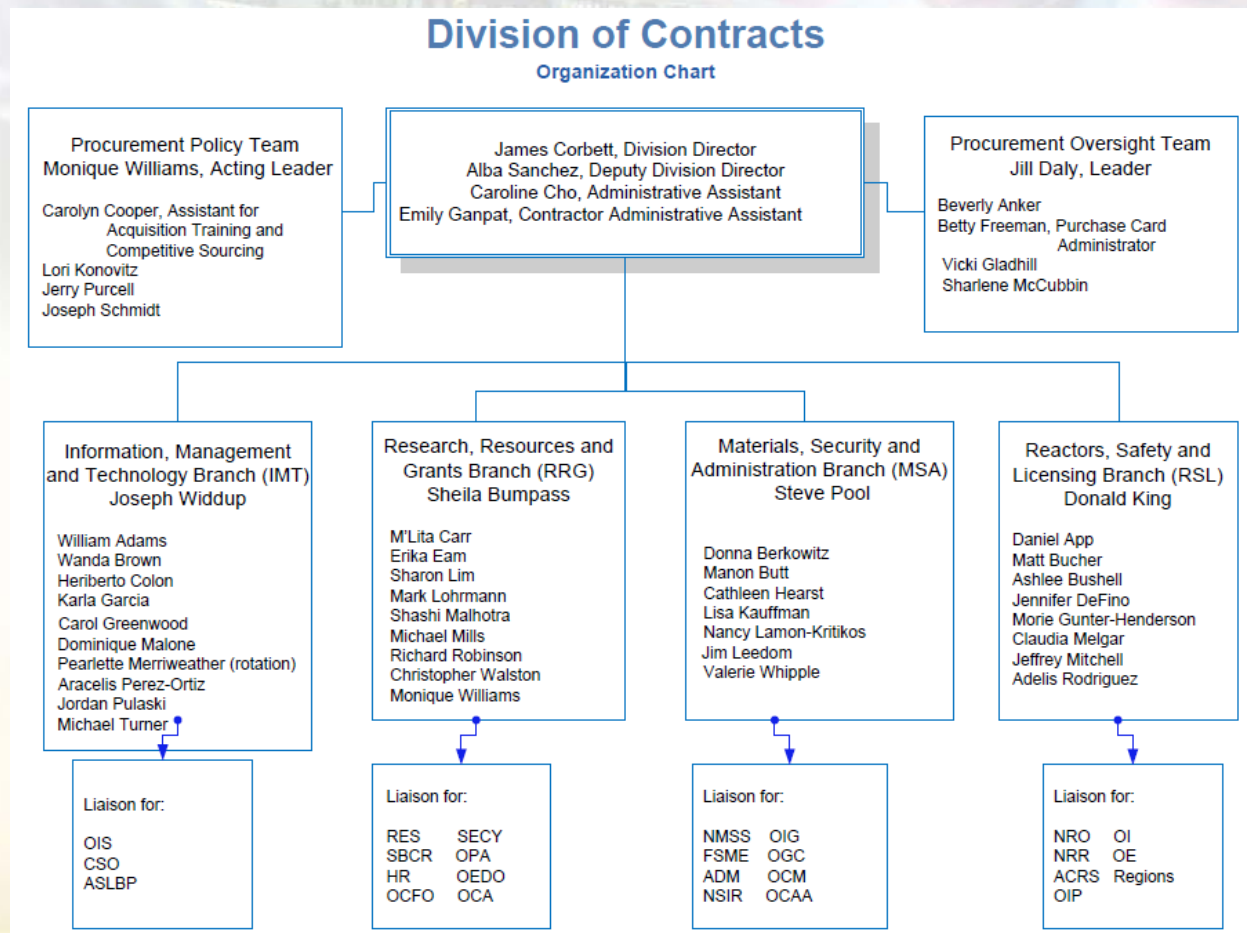 Division of Contracts
Organization Chart
Procurement Policy Team
Monique Williams, Acting Leader
Carolyn Cooper, Assistant for
Acquisition Training and
Competitive Sourcing
Lori Konovitz
Jerry Purcell
Joseph Schmidt
James Corbett, Division Director
Alba Sanchez, Deputy Division Director
Caroline Cho, Administrative Assistant
Emily Ganpat, Contractor Administrative Assistant
Procurement Oversight Team
Jill Daly, Leader
Beverly Anker
Betty Freeman, Purchase Card
Administrator
Vicki Gladhill
Sharlene McCubbin
Information, Management
and Technology Branch (IMT)
Joseph Widdup
William Adams
Wanda Brown
Heriberto Colon
Karla Garcia
Carol Greenwood
Dominique Malone
Pearlette Merriweather (rotation)
Aracelis Perez-Ortiz
Jordan Pulaski
Michael Turner
Research, Resources and
Grants Branch (RRG)
Sheila Bumpass
M'Lita Carr
Erika Eam
Sharon Lim
Mark Lohrmann
Shashi Malhotra
Michael Mills
Richard Robinson
Christopher Walston
Monique Williams
Materials, Security and
Administration Branch (MSA)
Steve Pool
Donna Berkowitz
Manon Butt
Cathleen Hearst
Lisa Kauffman
Nancy Lamon-Kritikos
Jim Leedom
Valerie Whipple
Reactors, Safety and
Licensing Branch (RSL)
Donald King
Daniel App
Matt Bucher
Ashlee Bushell
Jennifer DeFino
Morie Gunter-Henderson
Claudia Melgar
Jeffrey Mitchell
Adelis Rodriguez
Liaison for:
OIS
CSO
ASLBP
Liaison for:
RES SECY
SBCR OPA
HR OEDO
OCFO OCA
Liaison for:
NMSS OIG
FSME OGC
ADM OCM
NSIR OCAA
Liaison for:
NRO OI
NRR OE
ACRS Regions
OIP